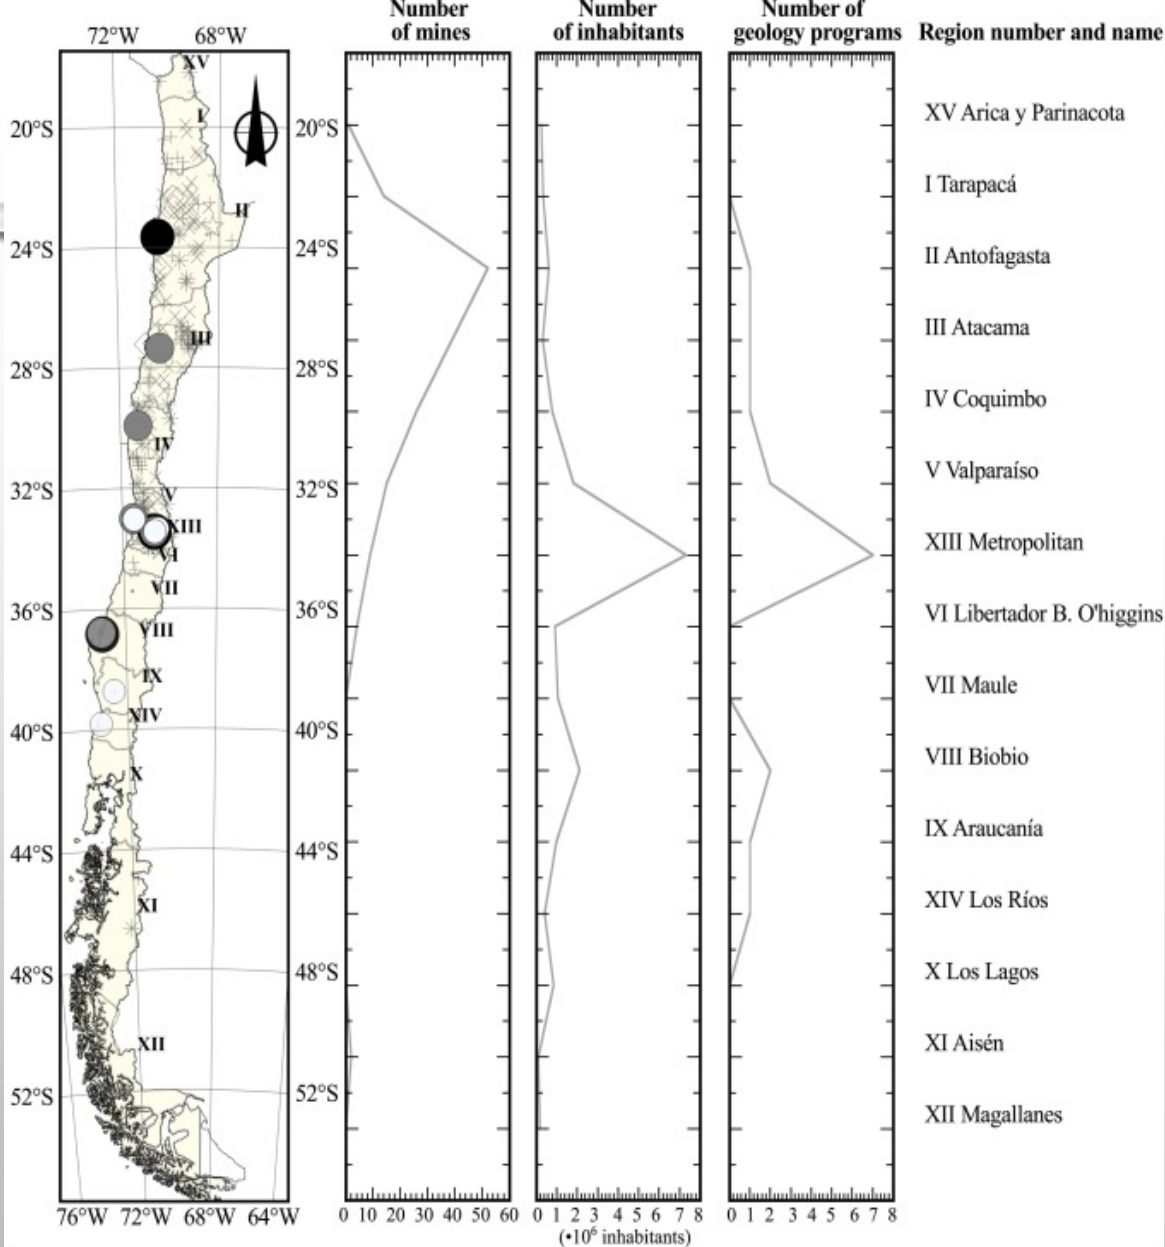 Number of mines
Number of inhabitants
Number of geology programs
Region number and name
72°W 68°W
XV
I
II
III
IV
V
XIII
VI
VII
VIII
IX
XIV
X
XI
XII
20°S
24°S
28°S
32°S
36°S
40°S
44°S
48°S
52°S
76°W 72°W 68°W 64°W
20°S
24°S
28°S
32°S
36°S
40°S
44°S
48°S
52°S
0 10 20 30 40 50 60
0 1 2 3 4 5 6 7 8
(•10⁶ inhabitants)
0 1 2 3 4 5 6 7 8
XV Arica y Parinacota
I Tarapacá
II Antofagasta
III Atacama
IV Coquimbo
V Valparaíso
XIII Metropolitan
VI Libertador B. O'higgins
VII Maule
VIII Biobio
IX Araucanía
XIV Los Ríos
X Los Lagos
XI Aisén
XII Magallanes